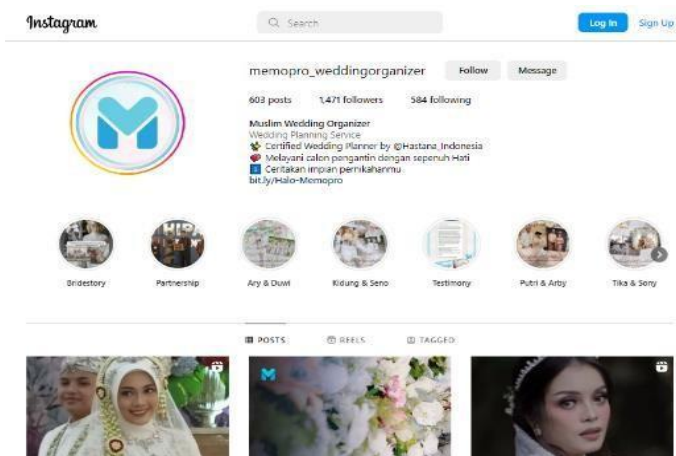 Instagram
Search
Log In
Sign Up
memopro_weddingorganizer
Follow
Message
603 posts
1,471 followers
584 following
Muslim Wedding Organizer
Wedding Planning Service
Certified Wedding Planner by @Hastana_Indonesia
Melayani calon pengantin dengan sepenuh Hati
Ceritakan impian pernikahanmu
bit.ly/Halo-Memopro
Bridestory
Partnership
Ary & Duwi
Kidung & Seno
Testimony
Putri & Arby
Tika & Sony
POSTS
REELS
TAGGED